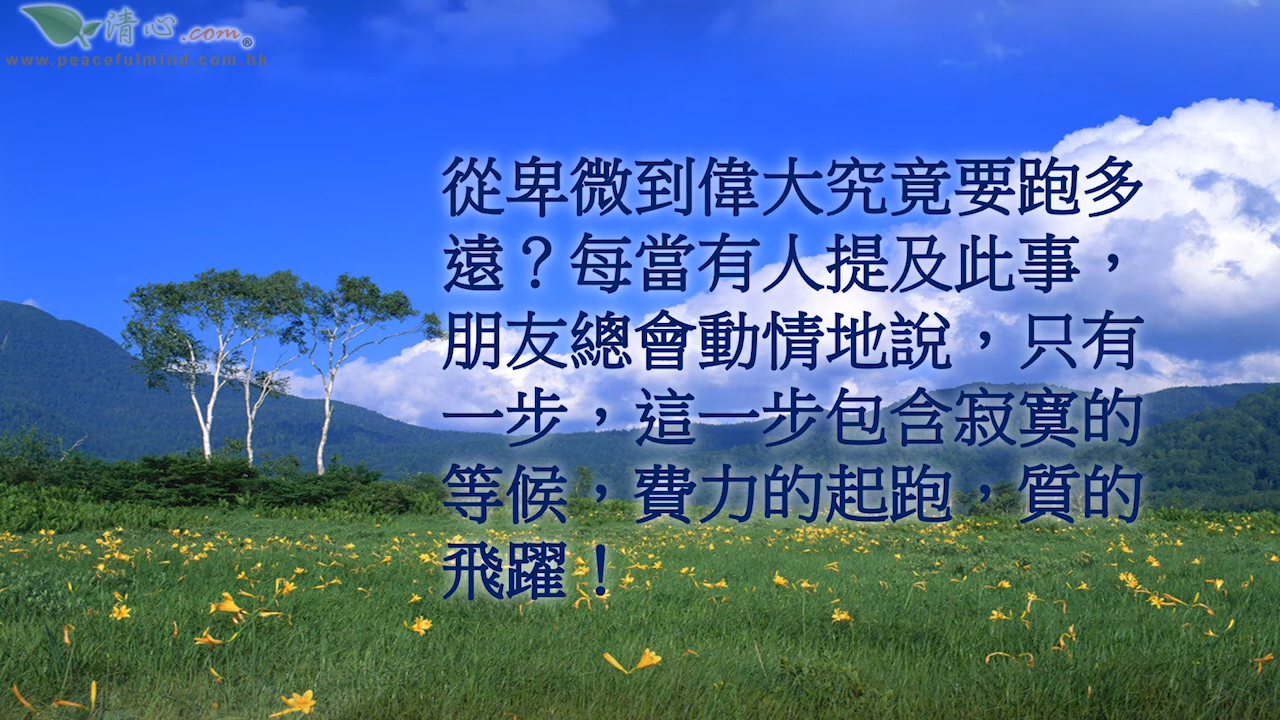 清心.com®
www.peacefulmind.com.hk
從卑微到偉大究竟要跑多
遠？每當有人提及此事，
朋友總會動情地說，只有
一步，這一步包含寂寞的
等候，費力的起跑，質的
飛躍！